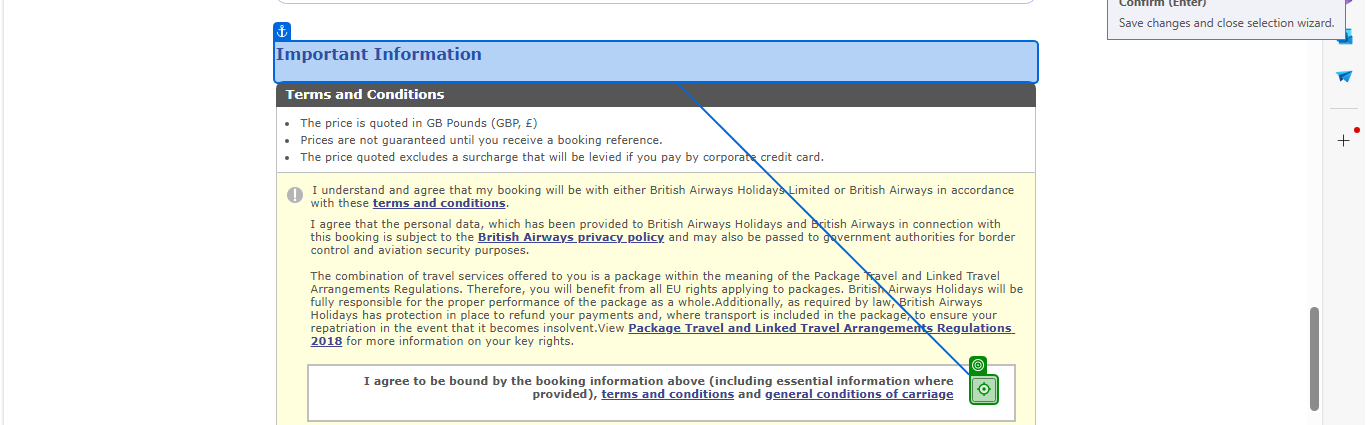 Confirm (Enter)
Save changes and close selection wizard.
Important Information
Terms and Conditions
• The price is quoted in GB Pounds (GBP, £)
• Prices are not guaranteed until you receive a booking reference.
• The price quoted excludes a surcharge that will be levied if you pay by corporate credit card.
I understand and agree that my booking will be with either British Airways Holidays Limited or British Airways in accordance
with these terms and conditions.
I agree that the personal data, which has been provided to British Airways Holidays and British Airways in connection with
this booking is subject to the British Airways privacy policy and may also be passed to government authorities for border
control and aviation security purposes.
The combination of travel services offered to you is a package within the meaning of the Package Travel and Linked Travel
Arrangements Regulations. Therefore, you will benefit from all EU rights applying to packages. British Airways Holidays will be
fully responsible for the proper performance of the package as a whole.Additionally, as required by law, British Airways
Holidays has protection in place to refund your payments and, where transport is included in the package, to ensure your
repatriation in the event that it becomes insolvent.View Package Travel and Linked Travel Arrangements Regulations
2018 for more information on your key rights.
I agree to be bound by the booking information above (including essential information where
provided), terms and conditions and general conditions of carriage